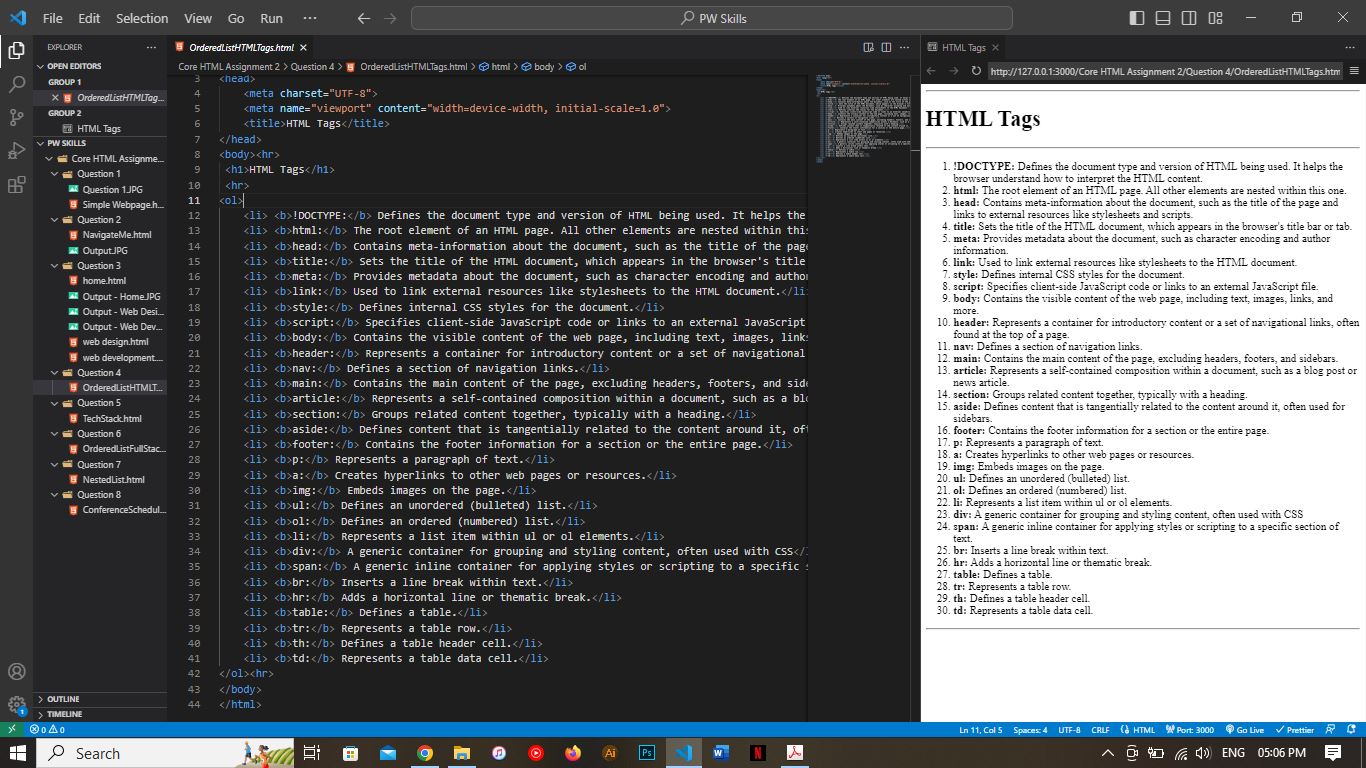 File Edit Selection View Go Run ···
PW Skills
EXPLORER
OPEN EDITORS
GROUP 1
OrderedListHTMLTag...
GROUP 2
HTML Tags
PW SKILLS
Core HTML Assignme...
Question 1
Question 1.JPG
Simple Webpage.h...
Question 2
NavigateMe.html
Output.JPG
Question 3
home.html
Output - Home.JPG
Output - Web Desi...
Output - Web Dev...
web design.html
web development....
Question 4
OrderedListHTMLT...
Question 5
TechStack.html
Question 6
OrderedListFullStac...
Question 7
NestedList.html
Question 8
ConferenceSchedul...
OUTLINE
TIMELINE
OrderedListHTMLTags.html
Core HTML Assignment 2 > Question 4 > OrderedListHTMLTags.html > html > body > ol
3 <head>
4 <meta charset="UTF-8">
5 <meta name="viewport" content="width=device-width, initial-scale=1.0">
6 <title>HTML Tags</title>
7 </head>
8 <body><hr>
9 <h1>HTML Tags</h1>
10 <hr>
11 <ol>
12 <li> <b>!DOCTYPE:</b> Defines the document type and version of HTML being used. It helps the
13 <li> <b>html:</b> The root element of an HTML page. All other elements are nested within this
14 <li> <b>head:</b> Contains meta-information about the document, such as the title of the page
15 <li> <b>title:</b> Sets the title of the HTML document, which appears in the browser's title
16 <li> <b>meta:</b> Provides metadata about the document, such as character encoding and author
17 <li> <b>link:</b> Used to link external resources like stylesheets to the HTML document.</li>
18 <li> <b>style:</b> Defines internal CSS styles for the document.</li>
19 <li> <b>script:</b> Specifies client-side JavaScript code or links to an external JavaScript
20 <li> <b>body:</b> Contains the visible content of the web page, including text, images, links
21 <li> <b>header:</b> Represents a container for introductory content or a set of navigational
22 <li> <b>nav:</b> Defines a section of navigation links.</li>
23 <li> <b>main:</b> Contains the main content of the page, excluding headers, footers, and side
24 <li> <b>article:</b> Represents a self-contained composition within a document, such as a blo
25 <li> <b>section:</b> Groups related content together, typically with a heading.</li>
26 <li> <b>aside:</b> Defines content that is tangentially related to the content around it, oft
27 <li> <b>footer:</b> Contains the footer information for a section or the entire page.</li>
28 <li> <b>p:</b> Represents a paragraph of text.</li>
29 <li> <b>a:</b> Creates hyperlinks to other web pages or resources.</li>
30 <li> <b>img:</b> Embeds images on the page.</li>
31 <li> <b>ul:</b> Defines an unordered (bulleted) list.</li>
32 <li> <b>ol:</b> Defines an ordered (numbered) list.</li>
33 <li> <b>li:</b> Represents a list item within ul or ol elements.</li>
34 <li> <b>div:</b> A generic container for grouping and styling content, often used with CSS</l
35 <li> <b>span:</b> A generic inline container for applying styles or scripting to a specific s
36 <li> <b>br:</b> Inserts a line break within text.</li>
37 <li> <b>hr:</b> Adds a horizontal line or thematic break.</li>
38 <li> <b>table:</b> Defines a table.</li>
39 <li> <b>tr:</b> Represents a table row.</li>
40 <li> <b>th:</b> Defines a table header cell.</li>
41 <li> <b>td:</b> Represents a table data cell.</li>
42 </ol><hr>
43 </body>
44 </html>
HTML Tags
http://127.0.0.1:3000/Core HTML Assignment 2/Question 4/OrderedListHTMLTags.htm
HTML Tags
1. !DOCTYPE: Defines the document type and version of HTML being used. It helps the
browser understand how to interpret the HTML content.
2. html: The root element of an HTML page. All other elements are nested within this one.
3. head: Contains meta-information about the document, such as the title of the page and
links to external resources like stylesheets and scripts.
4. title: Sets the title of the HTML document, which appears in the browser's title bar or tab.
5. meta: Provides metadata about the document, such as character encoding and author
information.
6. link: Used to link external resources like stylesheets to the HTML document.
7. style: Defines internal CSS styles for the document.
8. script: Specifies client-side JavaScript code or links to an external JavaScript file.
9. body: Contains the visible content of the web page, including text, images, links, and
more.
10. header: Represents a container for introductory content or a set of navigational links, often
found at the top of a page.
11. nav: Defines a section of navigation links.
12. main: Contains the main content of the page, excluding headers, footers, and sidebars.
13. article: Represents a self-contained composition within a document, such as a blog post or
news article.
14. section: Groups related content together, typically with a heading.
15. aside: Defines content that is tangentially related to the content around it, often used for
sidebars.
16. footer: Contains the footer information for a section or the entire page.
17. p: Represents a paragraph of text.
18. a: Creates hyperlinks to other web pages or resources.
19. img: Embeds images on the page.
20. ul: Defines an unordered (bulleted) list.
21. ol: Defines an ordered (numbered) list.
22. li: Represents a list item within ul or ol elements.
23. div: A generic container for grouping and styling content, often used with CSS
24. span: A generic inline container for applying styles or scripting to a specific section of
text.
25. br: Inserts a line break within text.
26. hr: Adds a horizontal line or thematic break.
27. table: Defines a table.
28. tr: Represents a table row.
29. th: Defines a table header cell.
30. td: Represents a table data cell.
0 0
Ln 11, Col 5 Spaces: 4 UTF-8 CRLF HTML Port: 3000 Go Live Prettier
Search
Ai Ps W N
ENG 05:06 PM